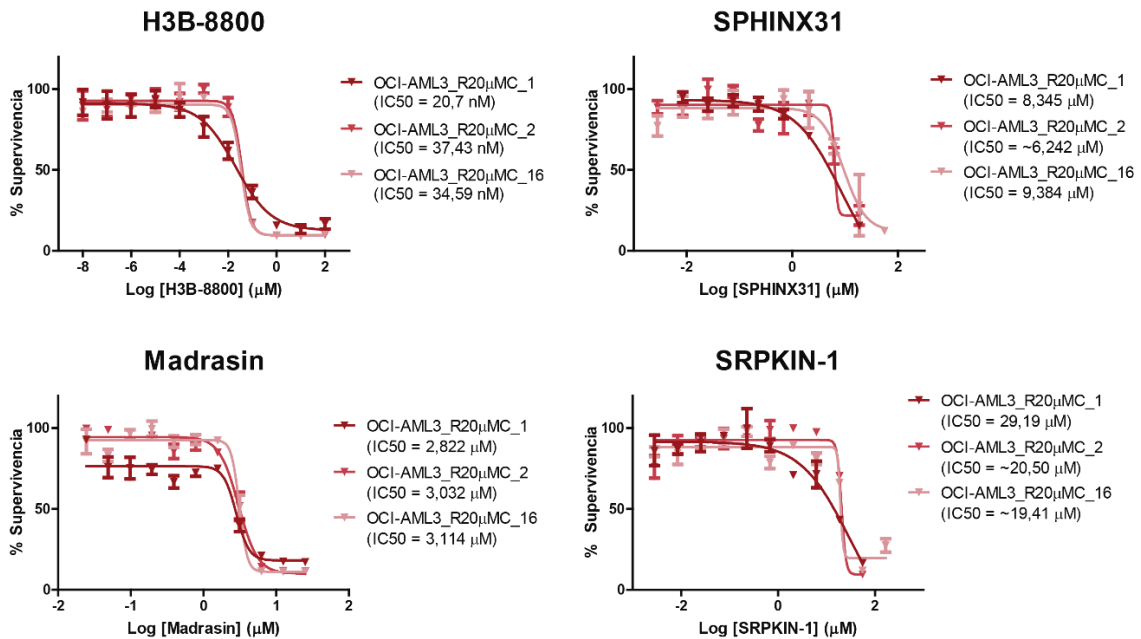 H3B-8800
% Supervivencia
100
50
0
-8 -6 -4 -2 0 2
Log [H3B-8800] (μM)
OCI-AML3_R20μMC_1
(IC50 = 20,7 nM)
OCI-AML3_R20μMC_2
(IC50 = 37,43 nM)
OCI-AML3_R20μMC_16
(IC50 = 34,59 nM)
SPHINX31
% Supervivencia
100
50
0
-2 0 2
Log [SPHINX31] (μM)
OCI-AML3_R20μMC_1
(IC50 = 8,345 μM)
OCI-AML3_R20μMC_2
(IC50 = ~6,242 μM)
OCI-AML3_R20μMC_16
(IC50 = 9,384 μM)
Madrasin
% Supervivencia
100
50
0
-2 -1 0 1 2
Log [Madrasin] (μM)
OCI-AML3_R20μMC_1
(IC50 = 2,822 μM)
OCI-AML3_R20μMC_2
(IC50 = 3,032 μM)
OCI-AML3_R20μMC_16
(IC50 = 3,114 μM)
SRPKIN-1
% Supervivencia
100
50
0
-2 0 2
Log [SRPKIN-1] (μM)
OCI-AML3_R20μMC_1
(IC50 = 29,19 μM)
OCI-AML3_R20μMC_2
(IC50 = ~20,50 μM)
OCI-AML3_R20μMC_16
(IC50 = ~19,41 μM)